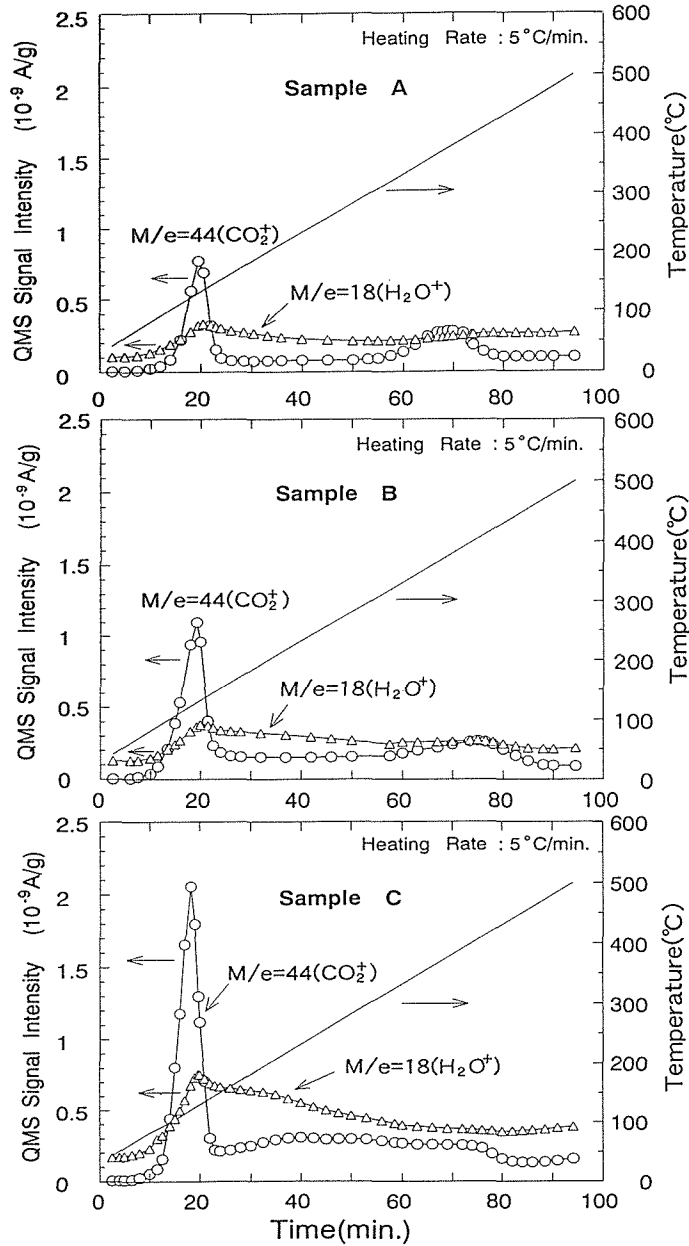 2.5
600
Heating Rate : 5°C/min.
2
500
Sample A
400
1.5
300
M/e=44(CO₂⁺)
1
200
M/e=18(H₂O⁺)
0.5
100
0
0
0 20 40 60 80 100
QMS Signal Intensity (10⁻⁹ A/g)
Temperature(°C)
2.5
600
Heating Rate : 5°C/min.
2
500
Sample B
400
1.5
M/e=44(CO₂⁺)
300
1
200
M/e=18(H₂O⁺)
0.5
100
0
0
0 20 40 60 80 100
QMS Signal Intensity (10⁻⁹ A/g)
Temperature(°C)
2.5
600
Heating Rate : 5°C/min.
2
500
Sample C
400
M/e=44(CO₂⁺)
1.5
300
1
M/e=18(H₂O⁺)
200
0.5
100
0
0
0 20 40 60 80 100
QMS Signal Intensity (10⁻⁹A/g)
Temperature(°C)
Time(min.)